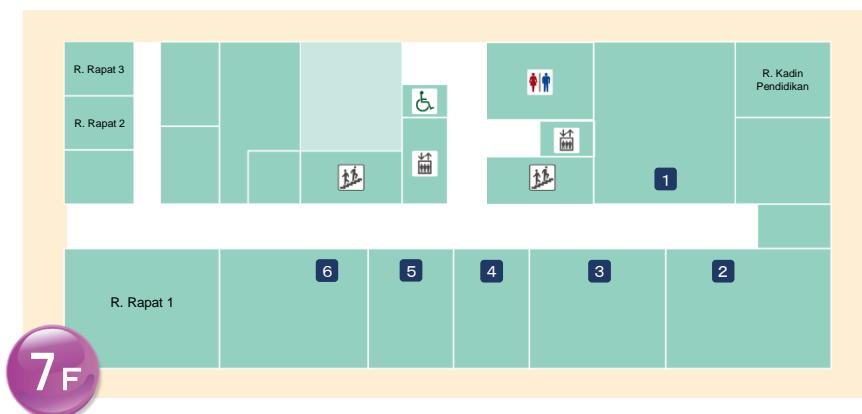 R. Rapat 3
R. Kadin
Pendidikan
R. Rapat 2
1
6
5
4
3
2
R. Rapat 1
7F